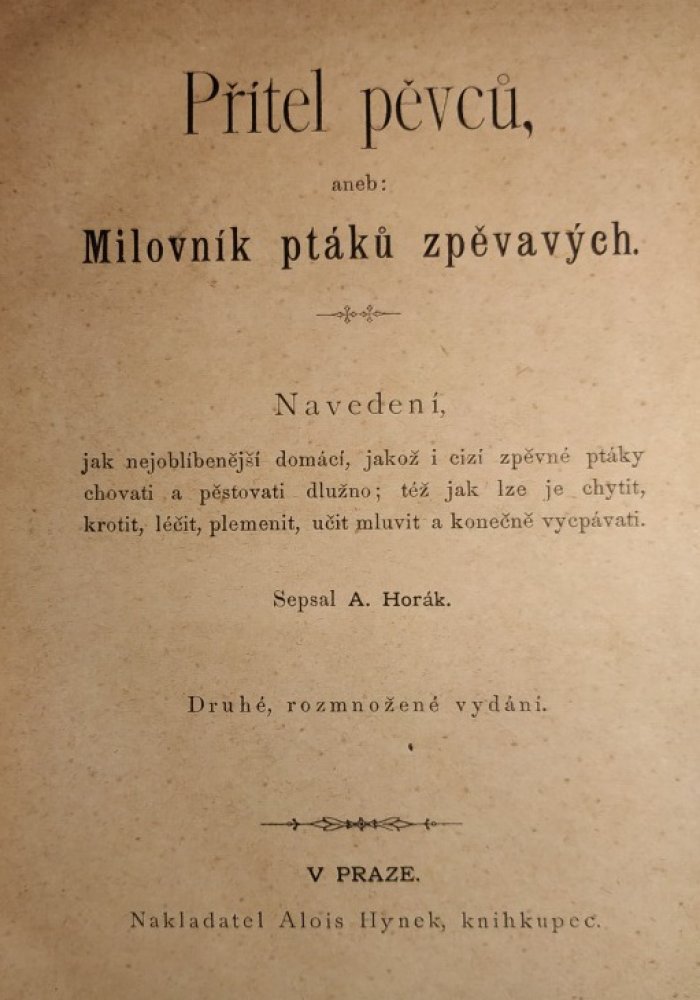 Přítel pěvců,
aneb:
Milovník ptáků zpěvavých.
Navedení,
jak nejoblíbenější domácí, jakož i cizí zpěvné ptáky
chovati a pěstovati dlužno; též jak lze je chytit,
krotit, léčit, plemenit, učit mluvit a konečně vycpávati.
Sepsal A. Horák.
Druhé, rozmnožené vydání.
V PRAZE.
Nakladatel Alois Hynek, knihkupec.